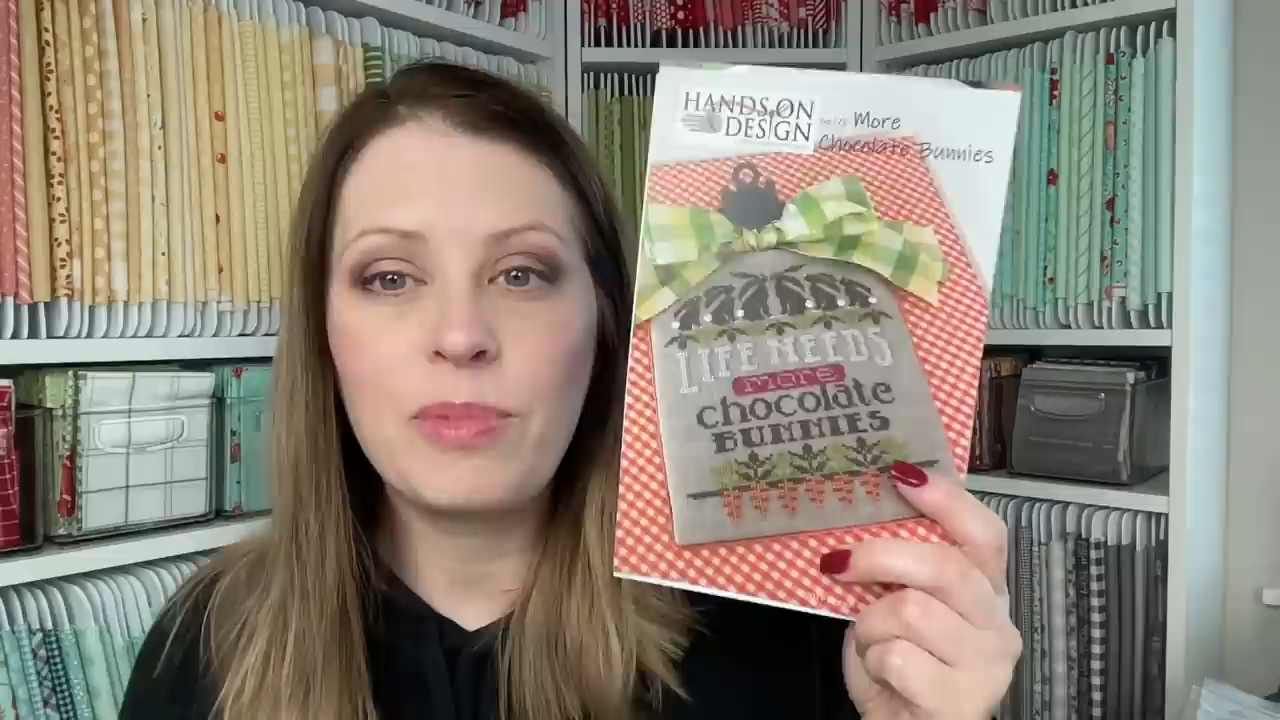 HANDS ON
DESIGN
More
Chocolate Bunnies
LIFE NEEDS
more
chocolate
BUNNIES